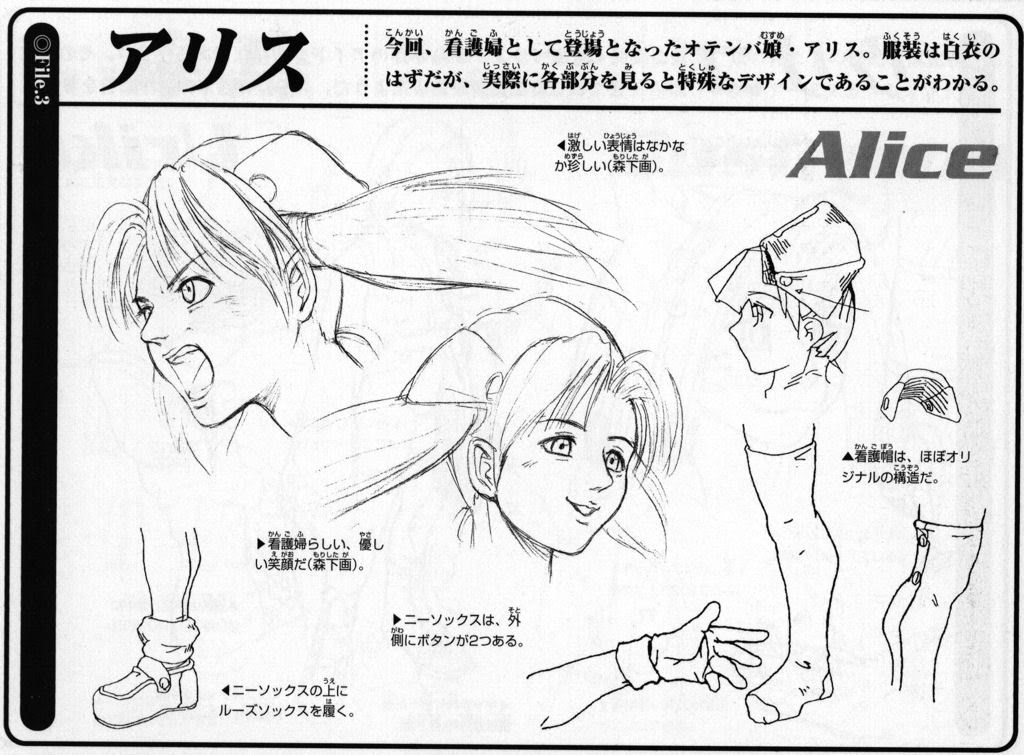 ◎File.3
アリス
今回、看護婦として登場となったオテンバ娘・アリス。服装は白衣の
はずだが、実際に各部分を見ると特殊なデザインであることがわかる。
Alice
◀激しい表情はなかな
か珍しい(森下画)。
▲看護帽は、ほぼオリ
ジナルの構造だ。
▶看護婦らしい、優し
い笑顔だ(森下画)。
▶ニーソックスは、外
側にボタンが2つある。
◀ニーソックスの上に
ルーズソックスを履く。